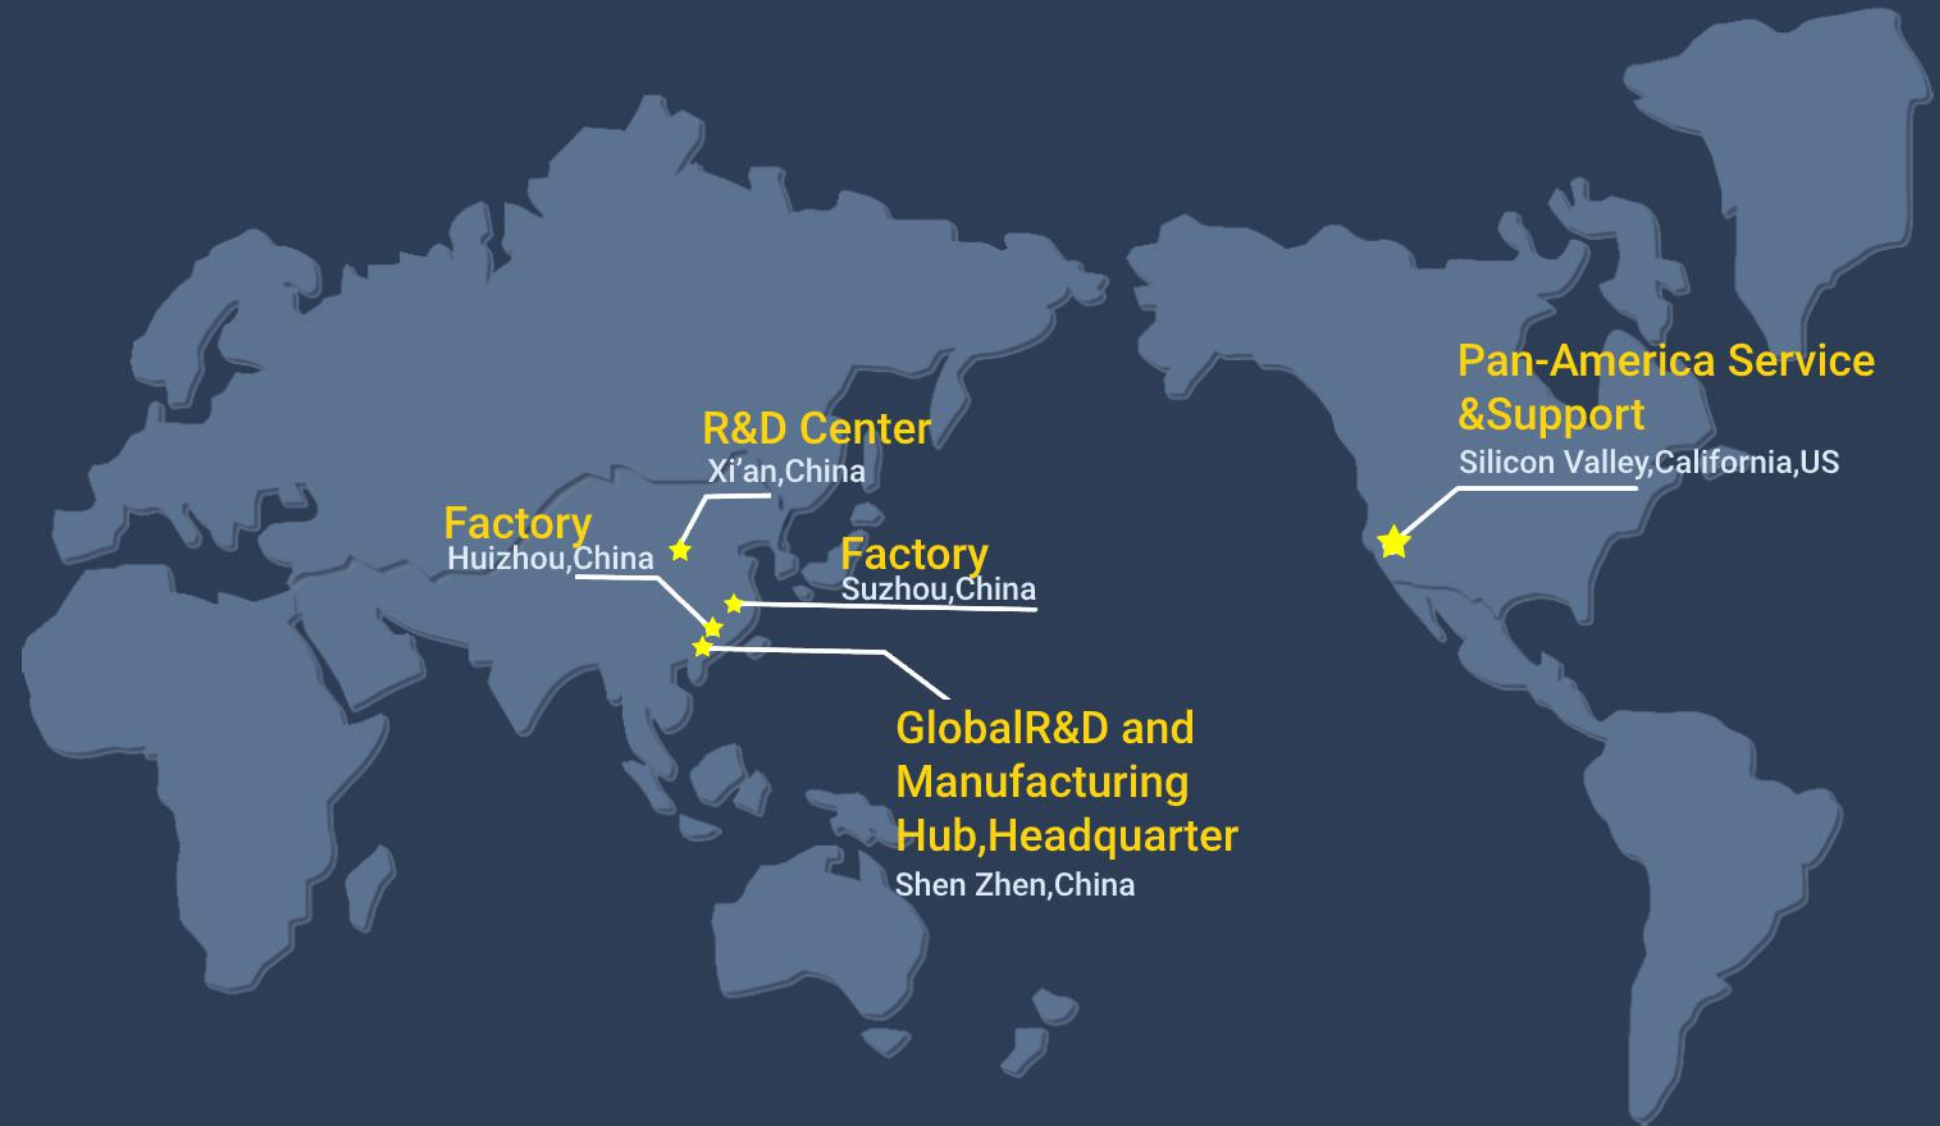 Pan-America Service
&Support
Silicon Valley,California,US
R&D Center
Xi’an,China
Factory
Huizhou,China
Factory
Suzhou,China
GlobalR&D and
Manufacturing
Hub,Headquarter
Shen Zhen,China